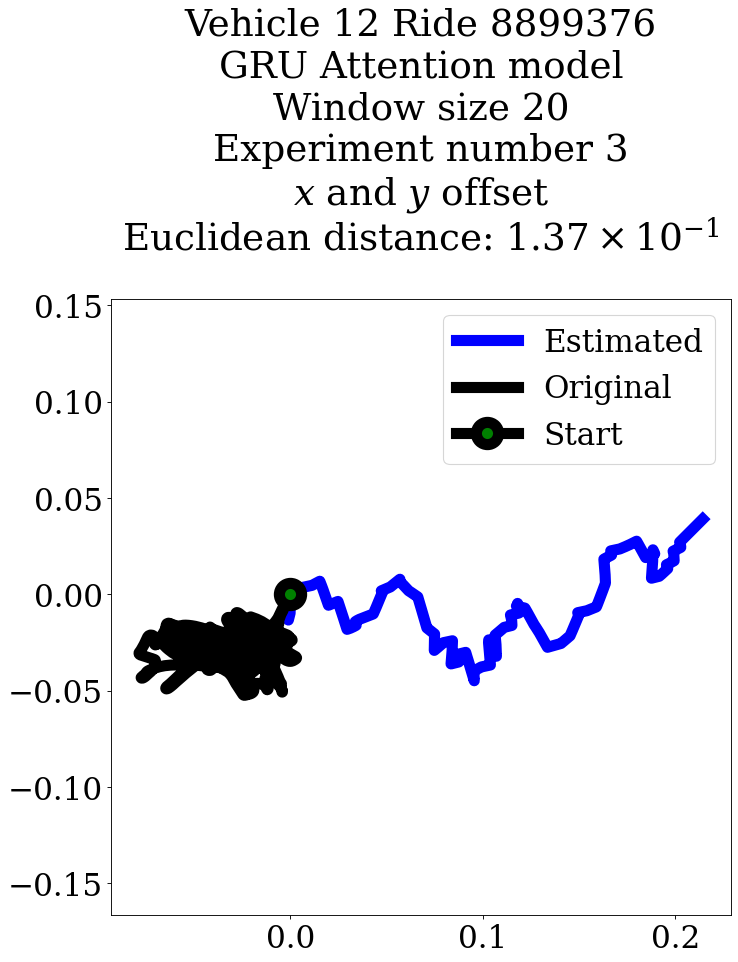 Vehicle 12 Ride 8899376
GRU Attention model
Window size 20
Experiment number 3
x and y offset
Euclidean distance: 1.37 × 10⁻¹
0.15
0.10
0.05
0.00
−0.05
−0.10
−0.15
Estimated
Original
Start
0.0 0.1 0.2